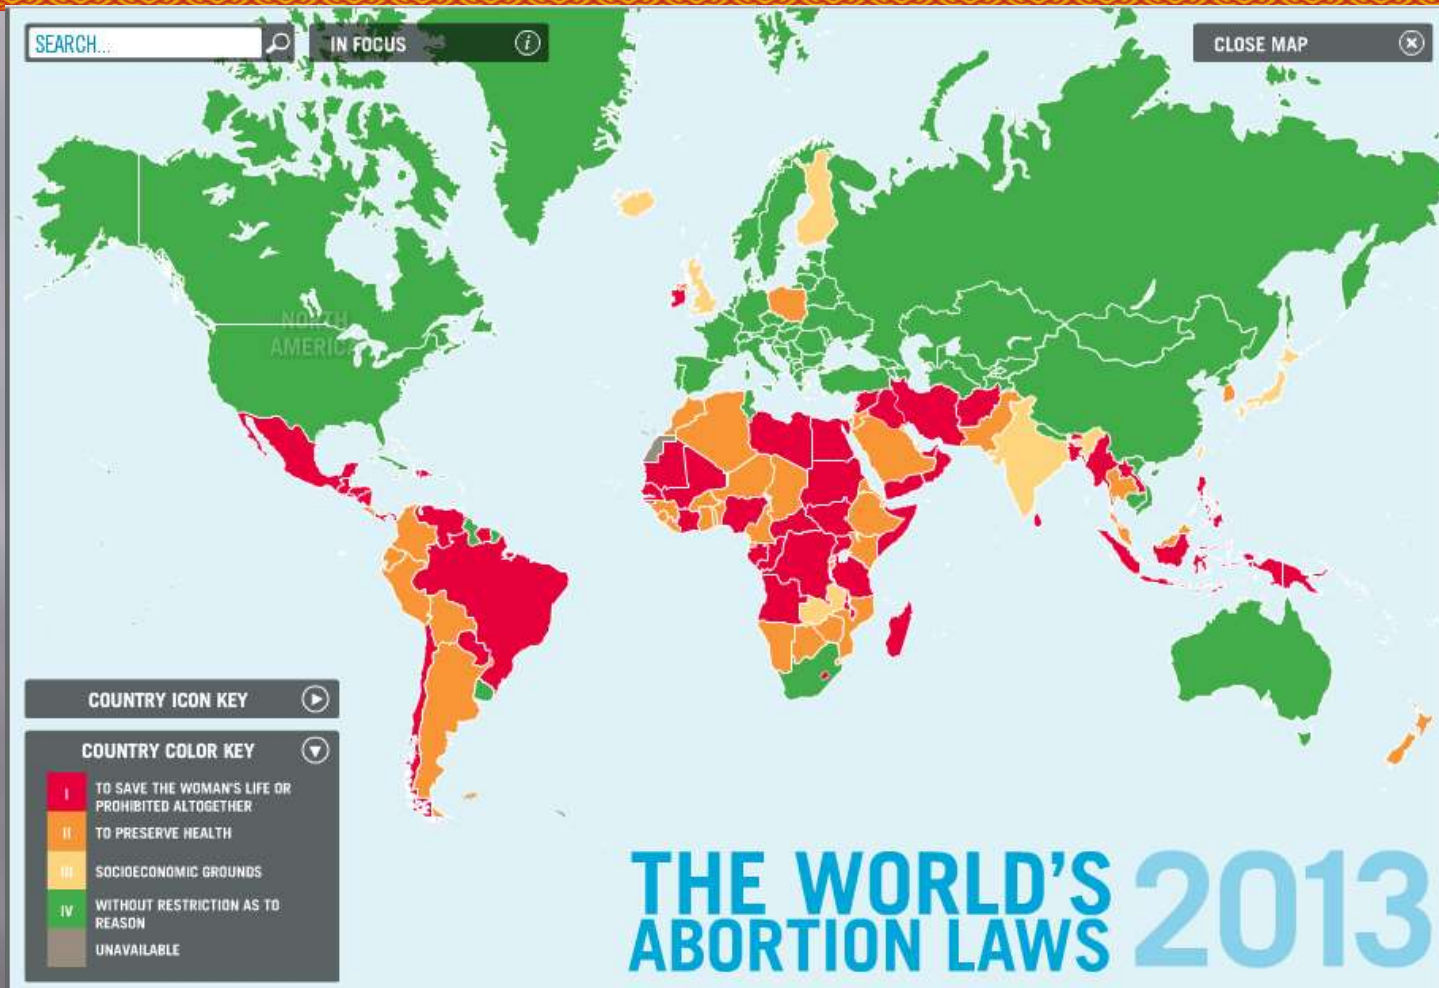 SEARCH...
IN FOCUS
i
CLOSE MAP
NORTH
AMERICA
COUNTRY ICON KEY
COUNTRY COLOR KEY
I TO SAVE THE WOMAN'S LIFE OR
PROHIBITED ALTOGETHER
II TO PRESERVE HEALTH
III SOCIOECONOMIC GROUNDS
IV WITHOUT RESTRICTION AS TO
REASON
UNAVAILABLE
THE WORLD'S
ABORTION LAWS
2013